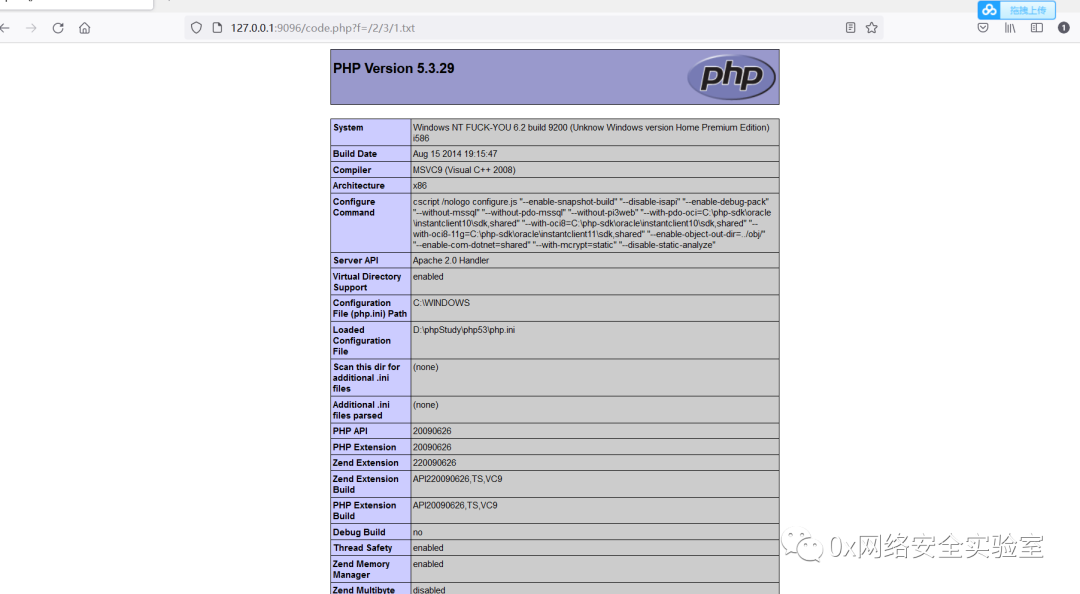 拖拽上传
127.0.0.1:9096/code.php?f=/2/3/1.txt
1
PHP Version 5.3.29
php
System
Windows NT FUCK-YOU 6.2 build 9200 (Unknow Windows version Home Premium Edition)
i586
Build Date
Aug 15 2014 19:15:47
Compiler
MSVC9 (Visual C++ 2008)
Architecture
x86
Configure
Command
cscript /nologo configure.js "--enable-snapshot-build" "--disable-isapi" "--enable-debug-pack"
"--without-mssql" "--without-pdo-mssql" "--without-pi3web" "--with-pdo-oci=C:\php-sdk\oracle
\instantclient10\sdk,shared" "--with-oci8=C:\php-sdk\oracle\instantclient10\sdk,shared" "--
with-oci8-11g=C:\php-sdk\oracle\instantclient11\sdk,shared" "--enable-object-out-dir=../obj/"
"--enable-com-dotnet=shared" "--with-mcrypt=static" "--disable-static-analyze"
Server API
Apache 2.0 Handler
Virtual Directory
Support
enabled
Configuration
File (php.ini) Path
C:\WINDOWS
Loaded
Configuration
File
D:\phpStudy\php53\php.ini
Scan this dir for
additional .ini
files
(none)
Additional .ini
files parsed
(none)
PHP API
20090626
PHP Extension
20090626
Zend Extension
220090626
Zend Extension
Build
API220090626,TS,VC9
PHP Extension
Build
API20090626,TS,VC9
Debug Build
no
Thread Safety
enabled
Zend Memory
Manager
enabled
Zend Multibyte
disabled
0x网络安全实验室